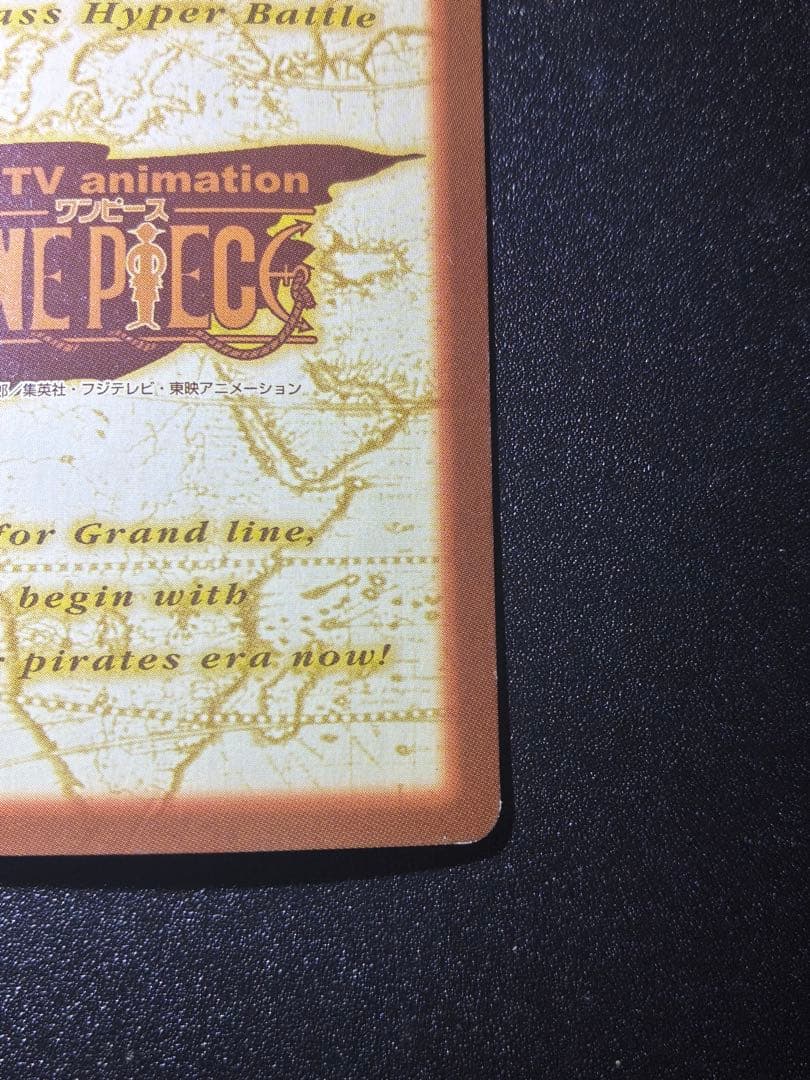 ass Hyper Battle
TV animation
ワンピース
NE PIECE
郎／集英社・フジテレビ・東映アニメーション
for Grand line,
begin with
pirates era now!